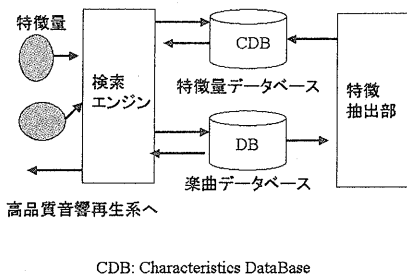 特徴量
検索
エンジン
CDB
特徴量データベース
DB
楽曲データベース
特徴
抽出部
高品質音響再生系へ
CDB: Characteristics DataBase